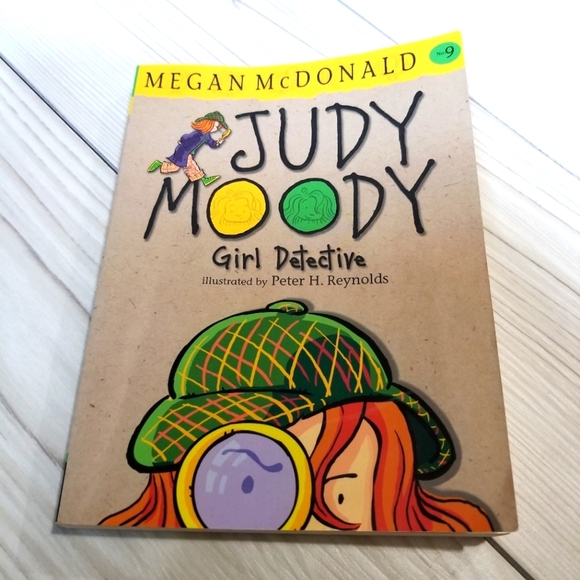 MEGAN McDONALD
No 9
JUDY
MOODY
Girl Detective
illustrated by Peter H. Reynolds